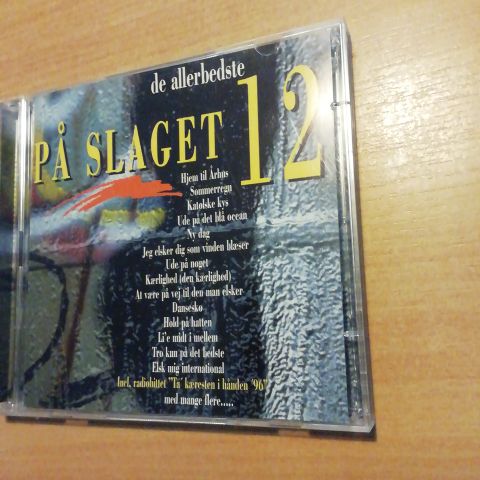 de allerbedste
PÅ SLAGET 12
Hjem til Århus
Sommerregn
Katolske kys
Ude på det blå ocean
Ny dag
Jeg elsker dig som vinden blæser
Ude på noget
Kærlighed (den kærlighed)
At være på vej til den man elsker
Dansesko
Hold på hatten
Li'e midt i mellem
Tro kun på det bedste
Elsk mig international
Incl. radiohittet "Ta' kæresten i hånden '96"
med mange flere.....